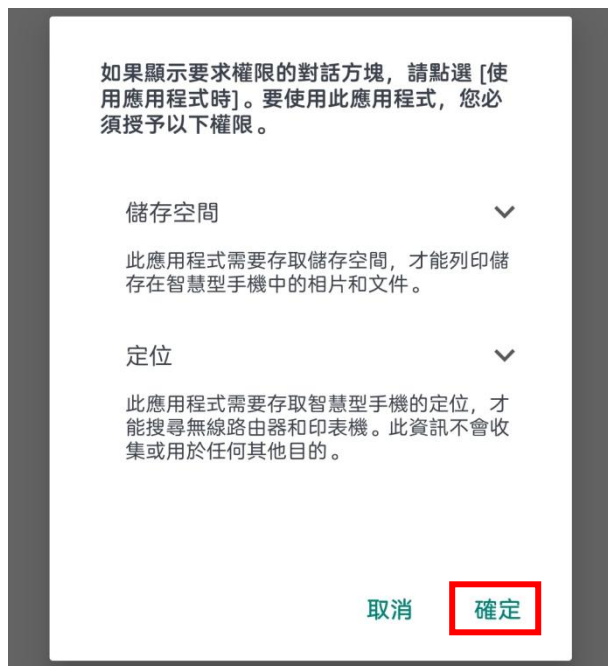 如果顯示要求權限的對話方塊，請點選 [使
用應用程式時]。要使用此應用程式，您必
須授予以下權限。
儲存空間
此應用程式需要存取儲存空間，才能列印儲
存在智慧型手機中的相片和文件。
定位
此應用程式需要存取智慧型手機的定位，才
能搜尋無線路由器和印表機。此資訊不會收
集或用於任何其他目的。
取消 確定